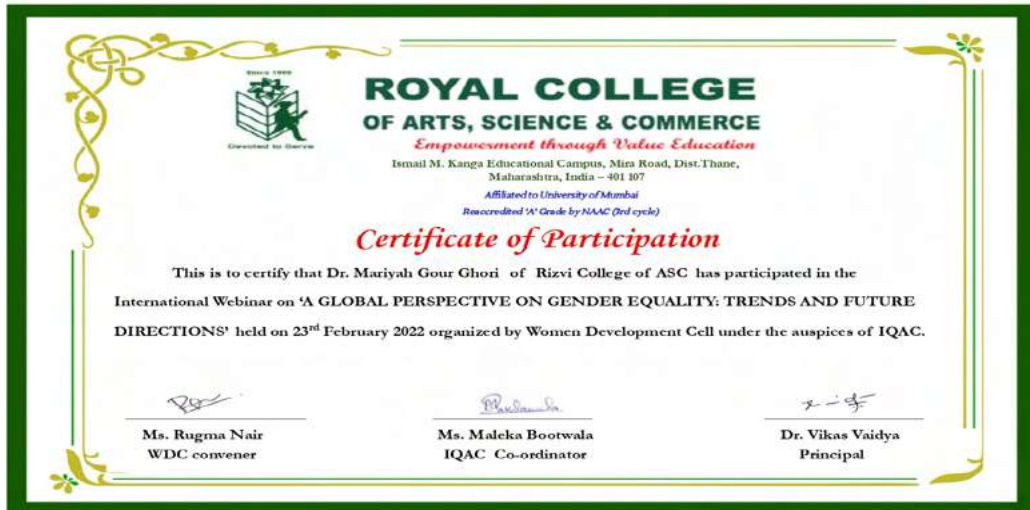 Since 1989
Devoted to Serve
ROYAL COLLEGE
OF ARTS, SCIENCE & COMMERCE
Empowerment through Value Education
Ismail M. Kanga Educational Campus, Mira Road, Dist.Thane,
Maharashtra, India – 401 107
Affiliated to University of Mumbai
Reaccredited 'A' Grade by NAAC (3rd cycle)
Certificate of Participation
This is to certify that Dr. Mariyah Gour Ghori of Rizvi College of ASC has participated in the
International Webinar on ‘A GLOBAL PERSPECTIVE ON GENDER EQUALITY: TRENDS AND FUTURE
DIRECTIONS’ held on 23rd February 2022 organized by Women Development Cell under the auspices of IQAC.
Ms. Rugma Nair
WDC convener
Ms. Maleka Bootwala
IQAC Co-ordinator
Dr. Vikas Vaidya
Principal